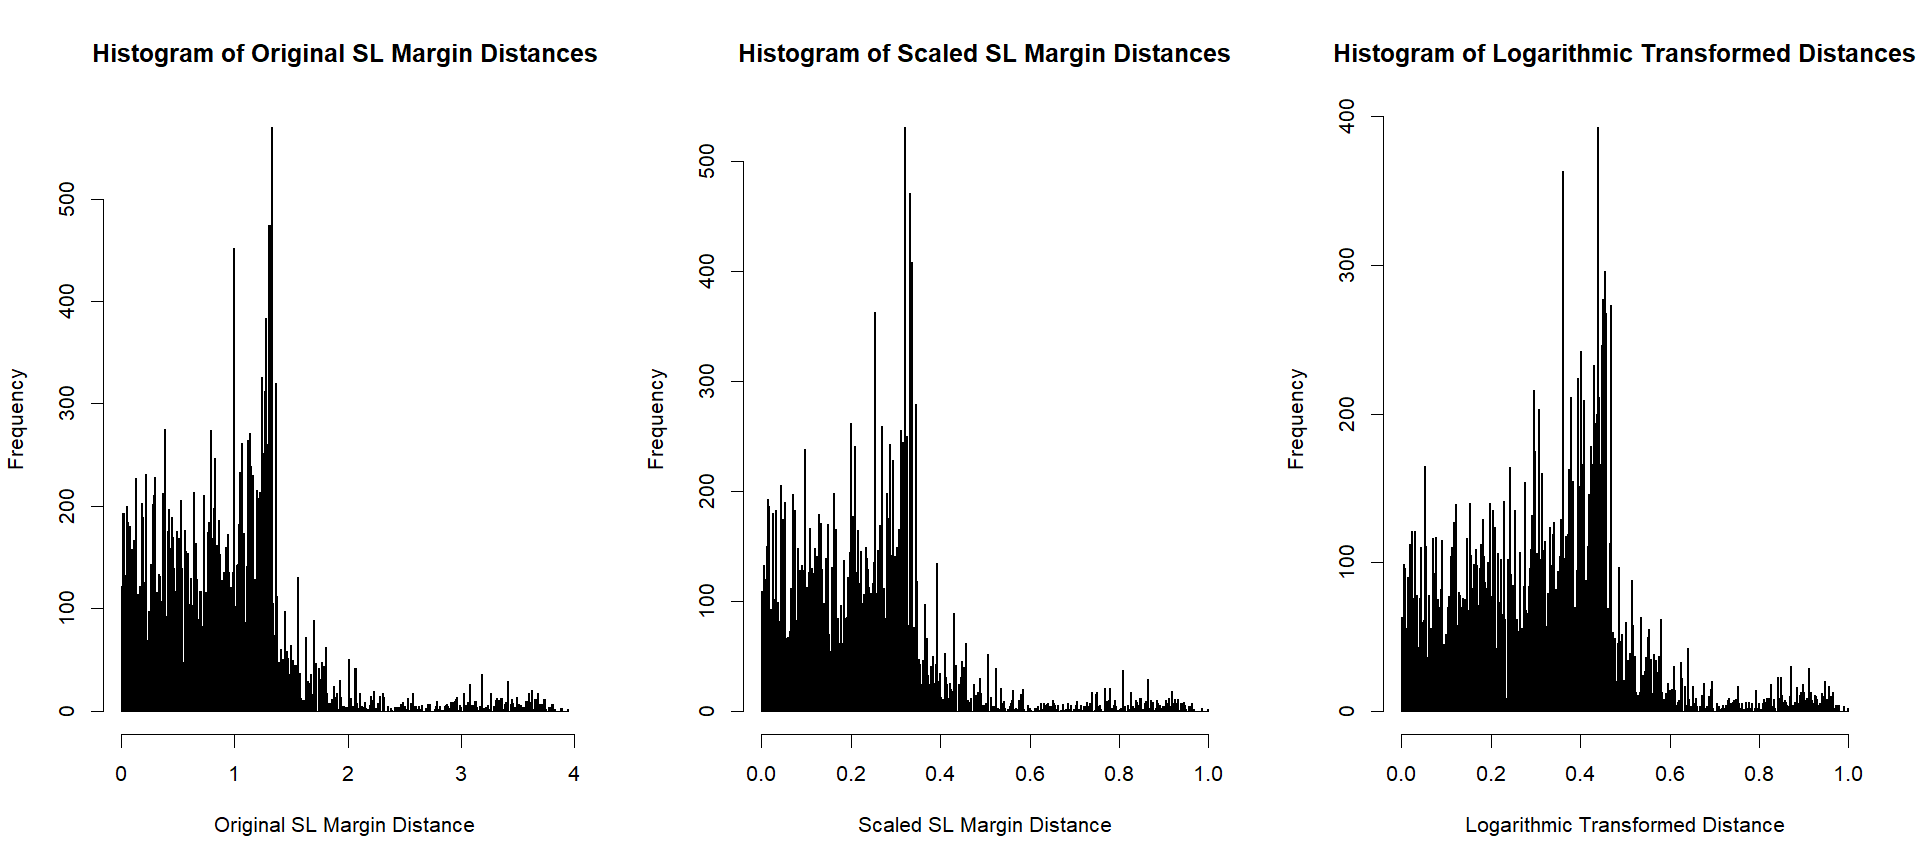 Histogram of Original SL Margin Distances
Frequency
0
100
200
300
400
500
0 1 2 3 4
Original SL Margin Distance
Histogram of Scaled SL Margin Distances
Frequency
0
100
200
300
400
500
0.0 0.2 0.4 0.6 0.8 1.0
Scaled SL Margin Distance
Histogram of Logarithmic Transformed Distances
Frequency
0
100
200
300
400
0.0 0.2 0.4 0.6 0.8 1.0
Logarithmic Transformed Distance